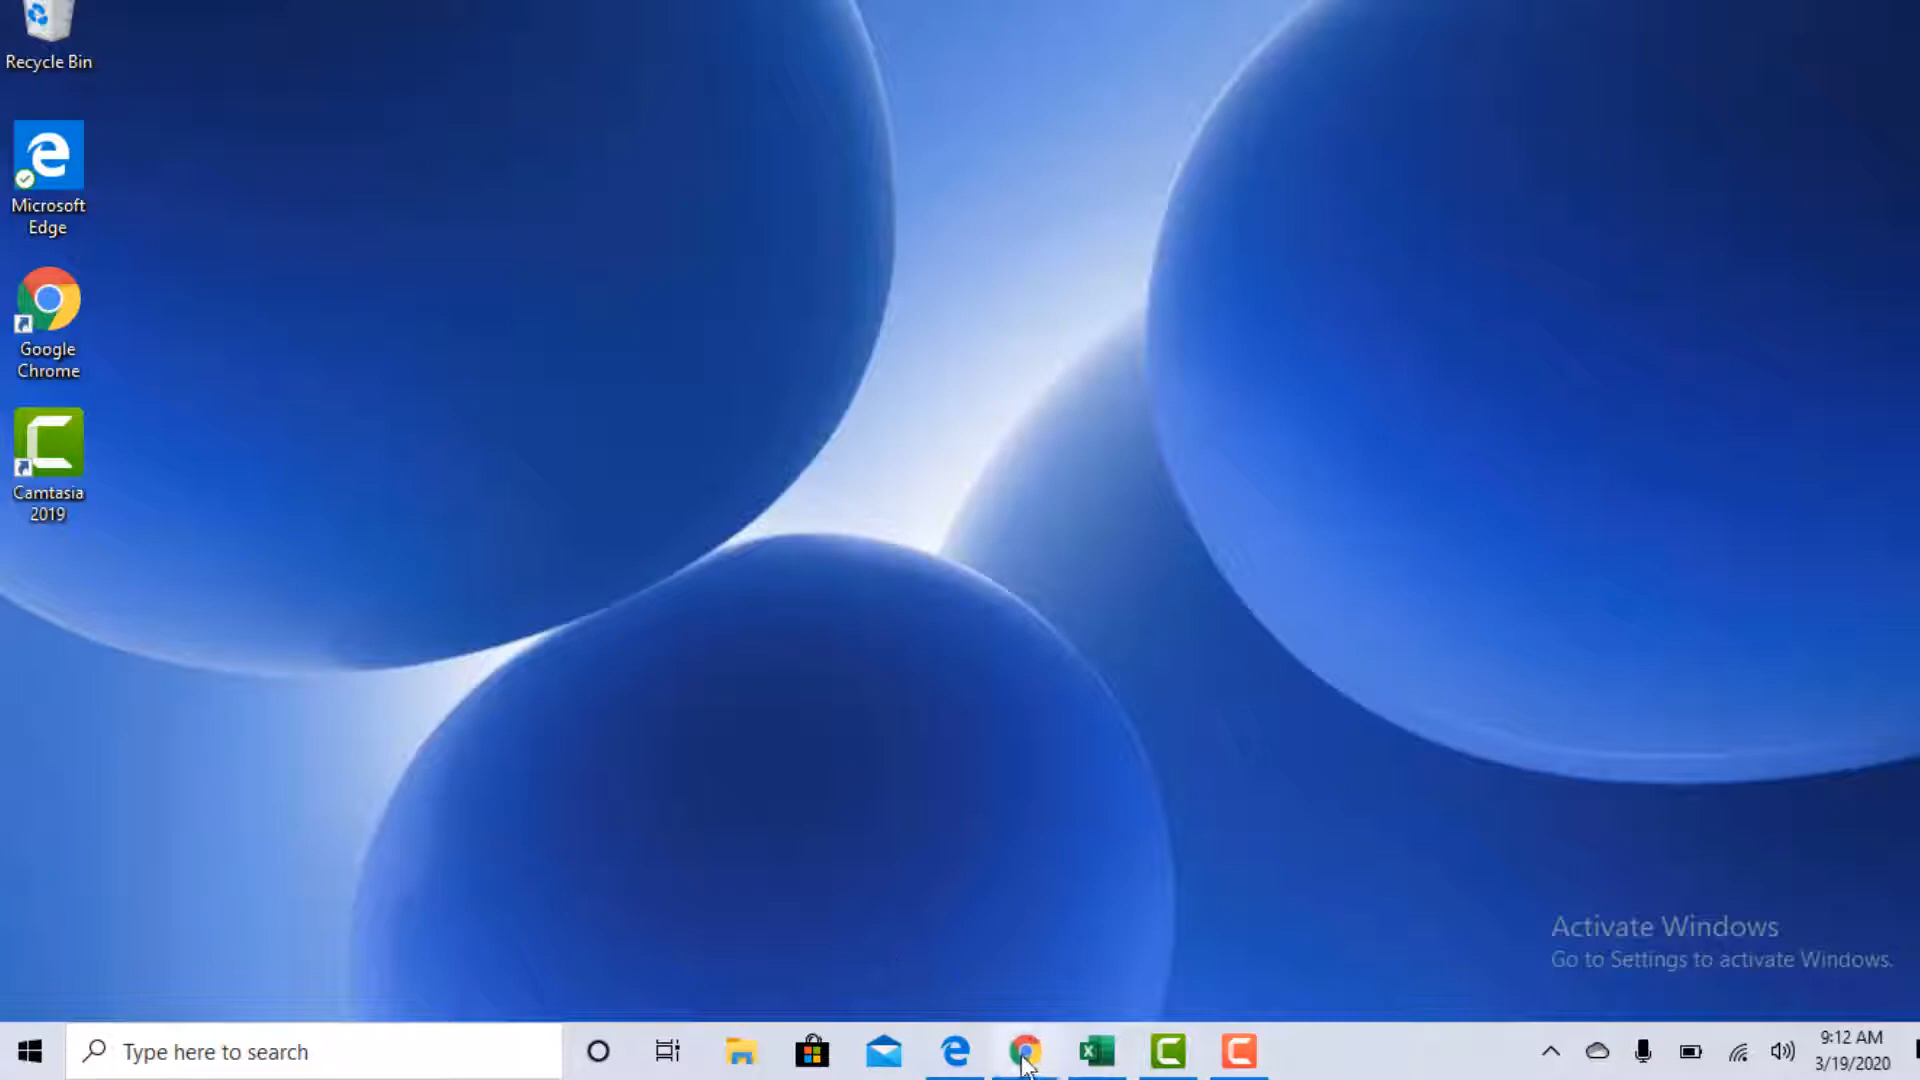 Recycle Bin
Microsoft
Edge
Google
Chrome
Camtasia
2019
Activate Windows
Go to Settings to activate Windows.
Type here to search
9:12 AM
3/19/2020